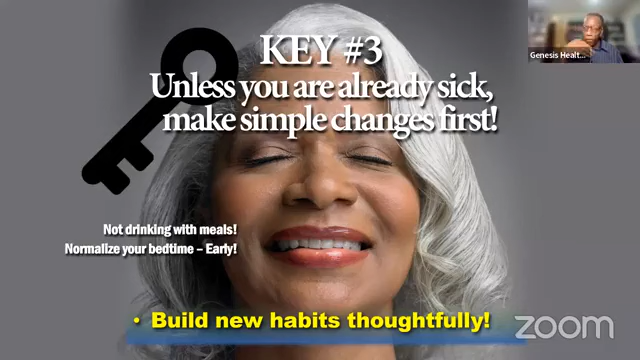 Genesis Healt...
KEY #3
Unless you are already sick,
make simple changes first!
Not drinking with meals!
Normalize your bedtime – Early!
• Build new habits thoughtfully!
zoom